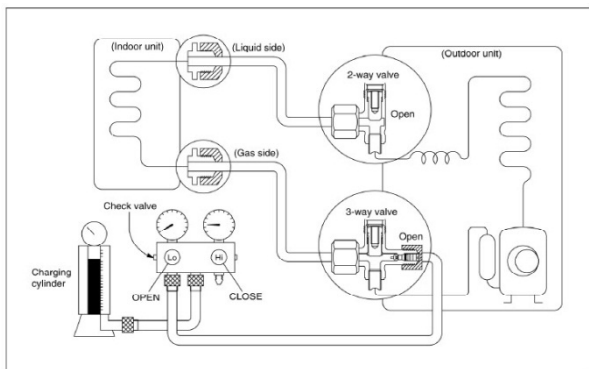 (Indoor unit)
(Liquid side)
(Outdoor unit)
2-way valve
Open
(Gas side)
3-way valve
Open
Check valve
Lo
Hi
OPEN
CLOSE
Charging
cylinder